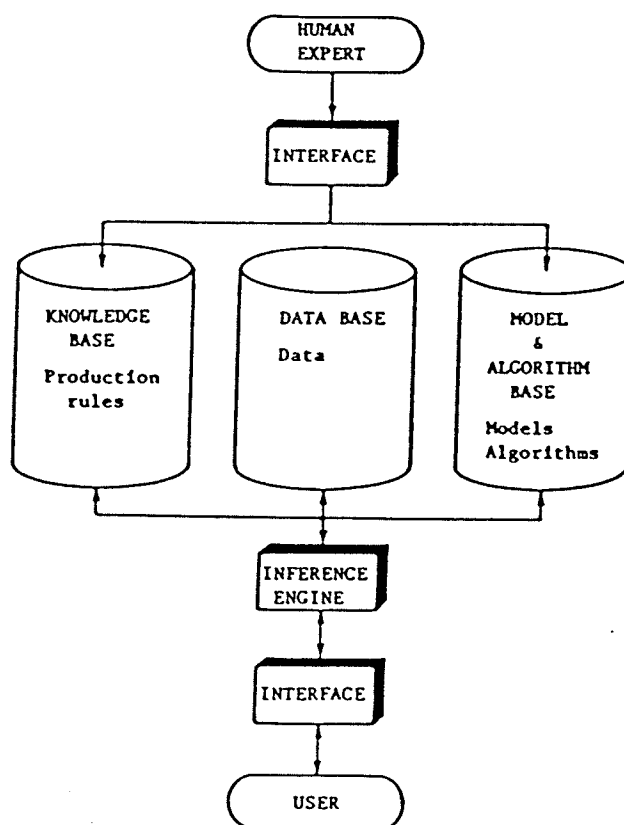 HUMAN
EXPERT
INTERFACE
KNOWLEDGE
BASE
Production
rules
DATA BASE
Data
MODEL
&
ALGORITHM
BASE
Models
Algorithms
INFERENCE
ENGINE
INTERFACE
USER